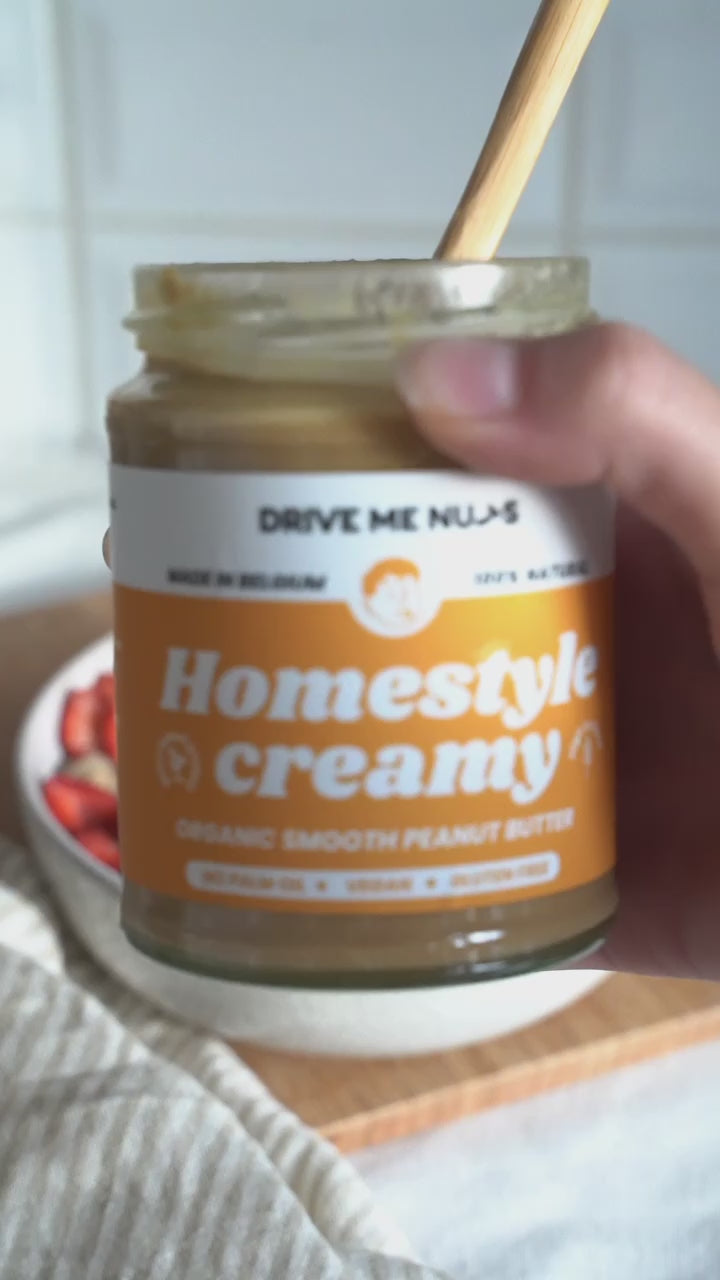 DRIVE ME NUTS
MADE IN BELGIUM
100% NATURAL
Homestyle
creamy
ORGANIC SMOOTH PEANUT BUTTER
NO PALM OIL • VEGAN • GLUTEN FREE